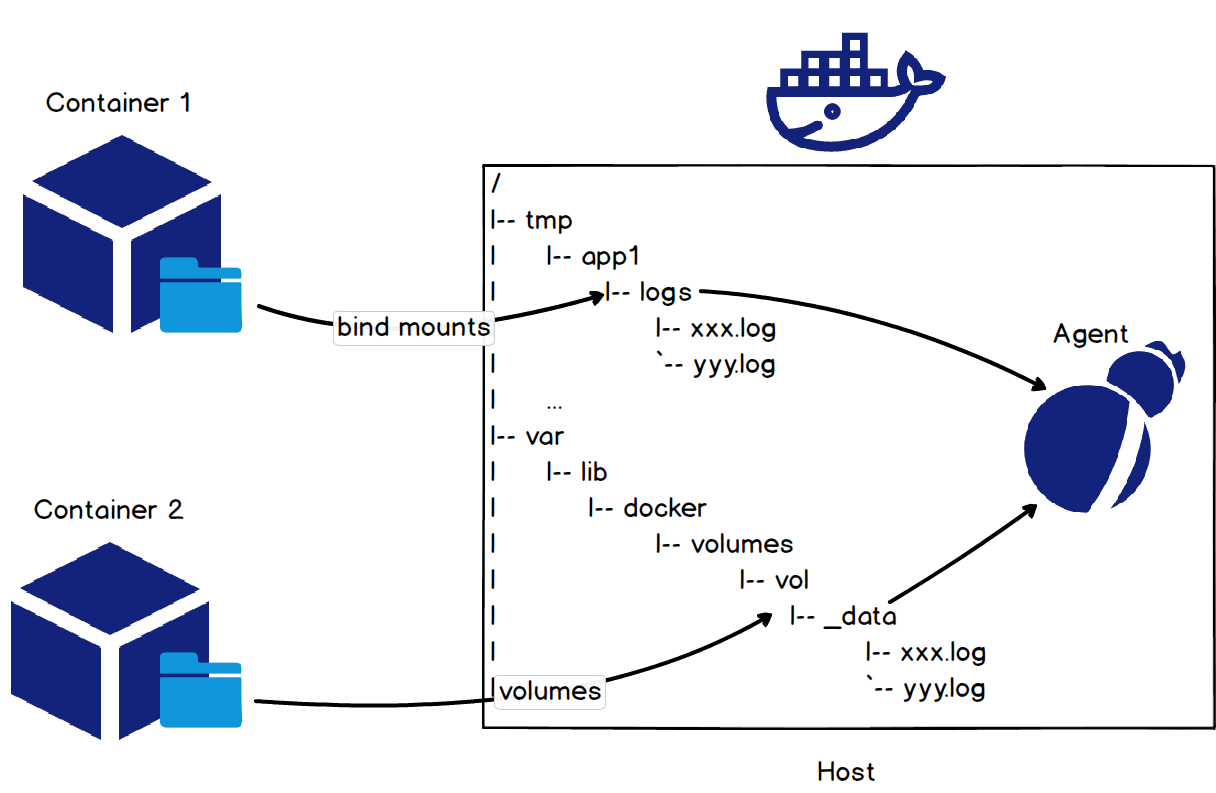 Container 1
/
|-- tmp
|      |-- app1
|             |-- logs
bind mounts
|-- xxx.log
`-- yyy.log
|
|      ...
|-- var
|      |-- lib
|            |-- docker
|                     |-- volumes
|                                |-- vol
|                                      |-- _data
|                                                |-- xxx.log
`-- yyy.log
volumes
Agent
Container 2
Host